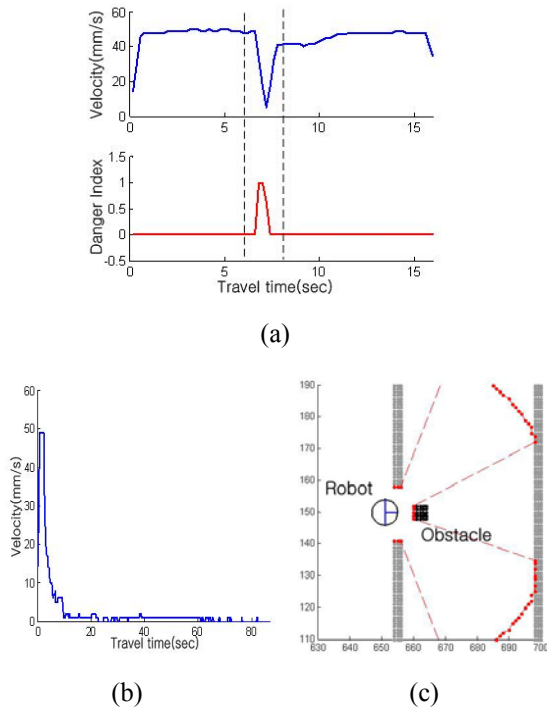 60
40
20
0
Velocity(mm/s)
0 5 10 15
1.5
1
0.5
0
-0.5
Danger Index
0 5 10 15
Travel time(sec)
(a)
60
50
40
30
20
10
0
Velocity(mm/s)
0 20 40 60 80
Travel time(sec)
(b)
190
180
170
160
150
140
130
120
110
Robot
Obstacle
630 640 650 660 670 680 690 700
(c)